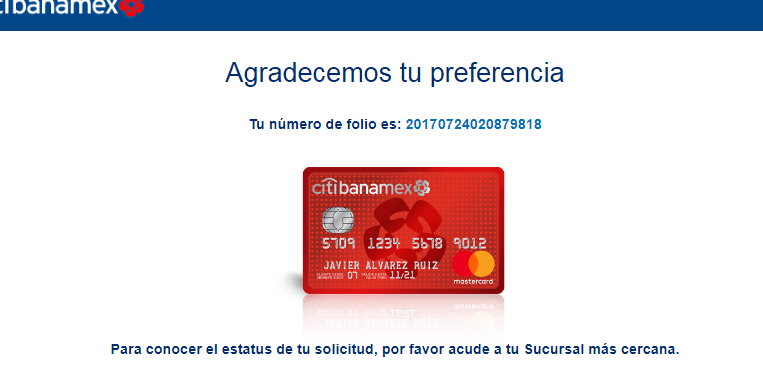 citibanamex
Agradecemos tu preferencia
Tu número de folio es: 20170724020879818
citibanamex
5709 1234 5678 9012
JAVIER ALVAREZ RUIZ
07 11/21
mastercard
Para conocer el estatus de tu solicitud, por favor acude a tu Sucursal más cercana.